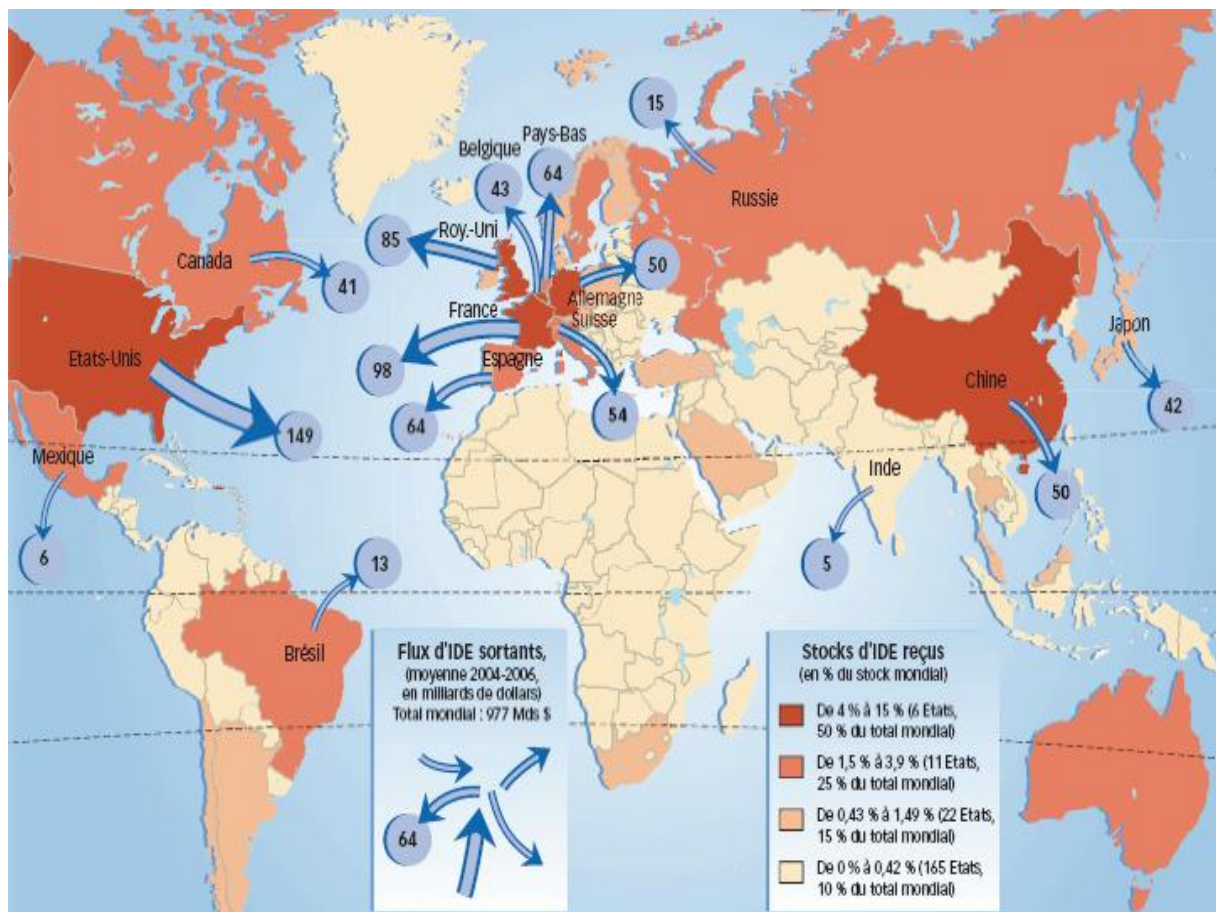 15
Pays-Bas
Belgique
64
43
Russie
Roy.-Uni
85
Canada
50
41
Allemagne
France
Suisse
Japon
Etats-Unis
Espagne
98
Chine
42
64
54
149
Mexique
Inde
50
6
13
5
Brésil
Flux d'IDE sortants,
(moyenne 2004-2006,
en milliards de dollars)
Total mondial : 977 Mds $
64
Stocks d'IDE reçus
(en % du stock mondial)
De 4 % à 15 % (6 Etats,
50 % du total mondial)
De 1,5 % à 3,9 % (11 Etats,
25 % du total mondial)
De 0,43 % à 1,49 % (22 Etats,
15 % du total mondial)
De 0 % à 0,42 % (165 Etats,
10 % du total mondial)